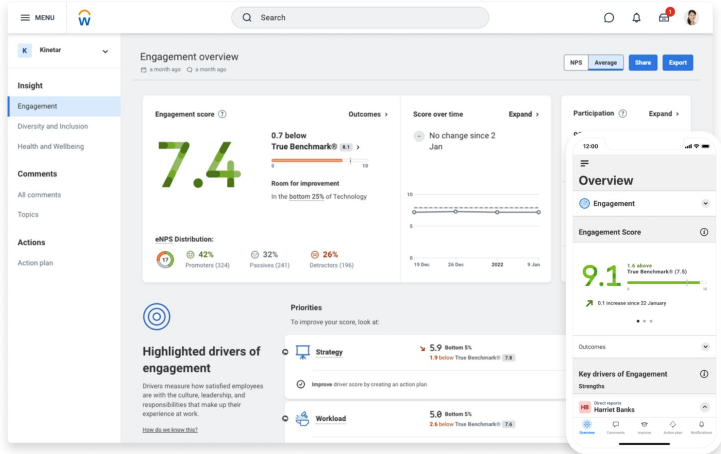 MENU
Search
1
K Kinetar
Insight
Engagement
Diversity and Inclusion
Health and Wellbeing
Comments
All comments
Topics
Actions
Action plan
Engagement overview
a month ago a month ago
NPS Average Share Export
Engagement score ? Outcomes >
7.4
0.7 below
True Benchmark® 8.1 >
0 10
Room for improvement
In the bottom 25% of Technology
eNPS Distribution:
17
42%
Promoters (324)
32%
Passives (241)
26%
Detractors (196)
Score over time Expand >
No change since 2
Jan
10
5
0
19 Dec 26 Dec 2022 9 Jan
Participation ? Expand >
Highlighted drivers of
engagement
Drivers measure how satisfied employees
are with the culture, leadership, and
responsibilities that make up their
experience at work.
How do we know this?
Priorities
To improve your score, look at:
Strategy
5.9 Bottom 5%
1.9 below True Benchmark® 7.8
Improve driver score by creating an action plan
Workload
5.0 Bottom 5%
2.6 below True Benchmark® 7.6
12:00
Overview
Engagement
Engagement Score
9.1
1.6 above
True Benchmark® (7.5)
0 10
0.1 increase since 22 January
Outcomes
Key drivers of Engagement
Strengths
HB
Direct reports
Harriet Banks
Overview Comments Improve Action plan Notifications